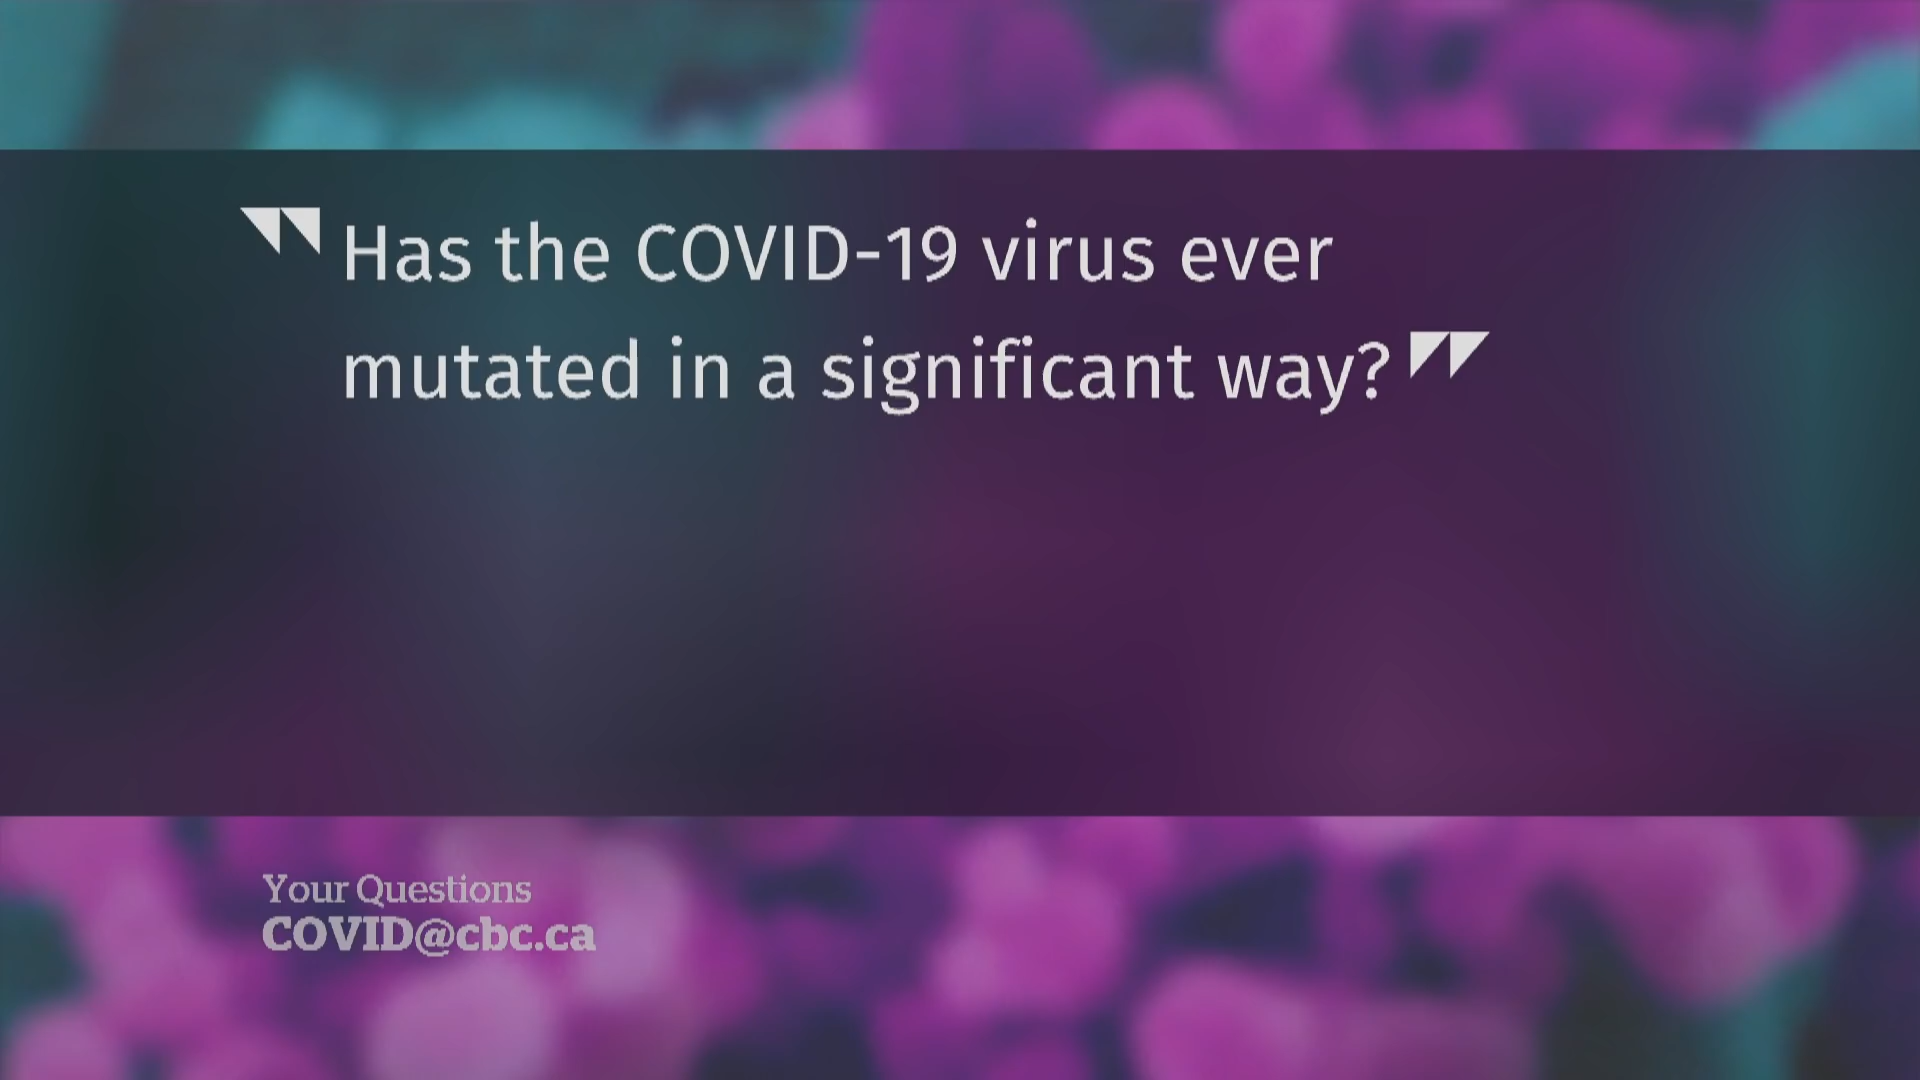 "Has the COVID-19 virus ever
mutated in a significant way?"
Your Questions
COVID@cbc.ca